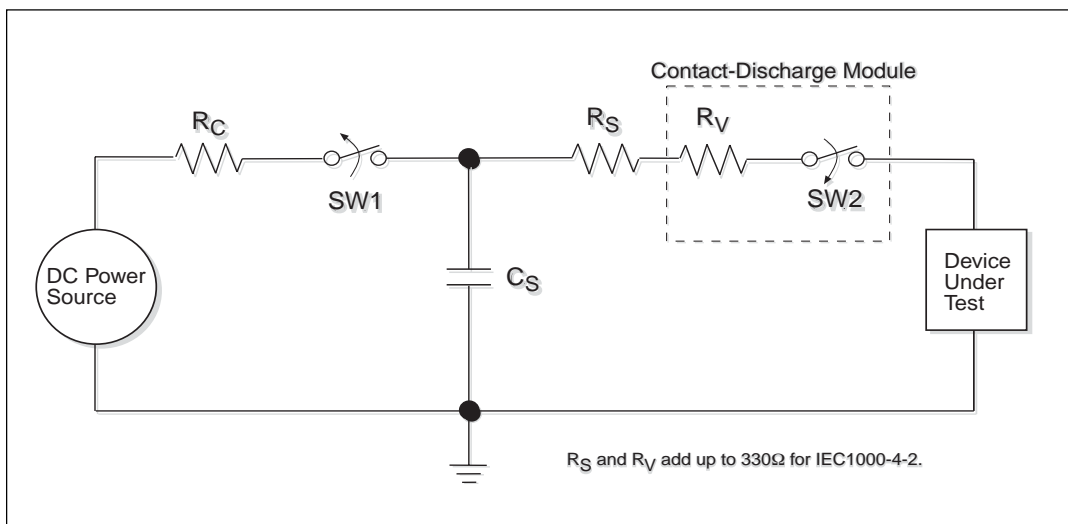 Contact-Discharge Module
RC
RS
RV
SW1
SW2
DC Power
Source
CS
Device
Under
Test
RS and RV add up to 330Ω for IEC1000-4-2.